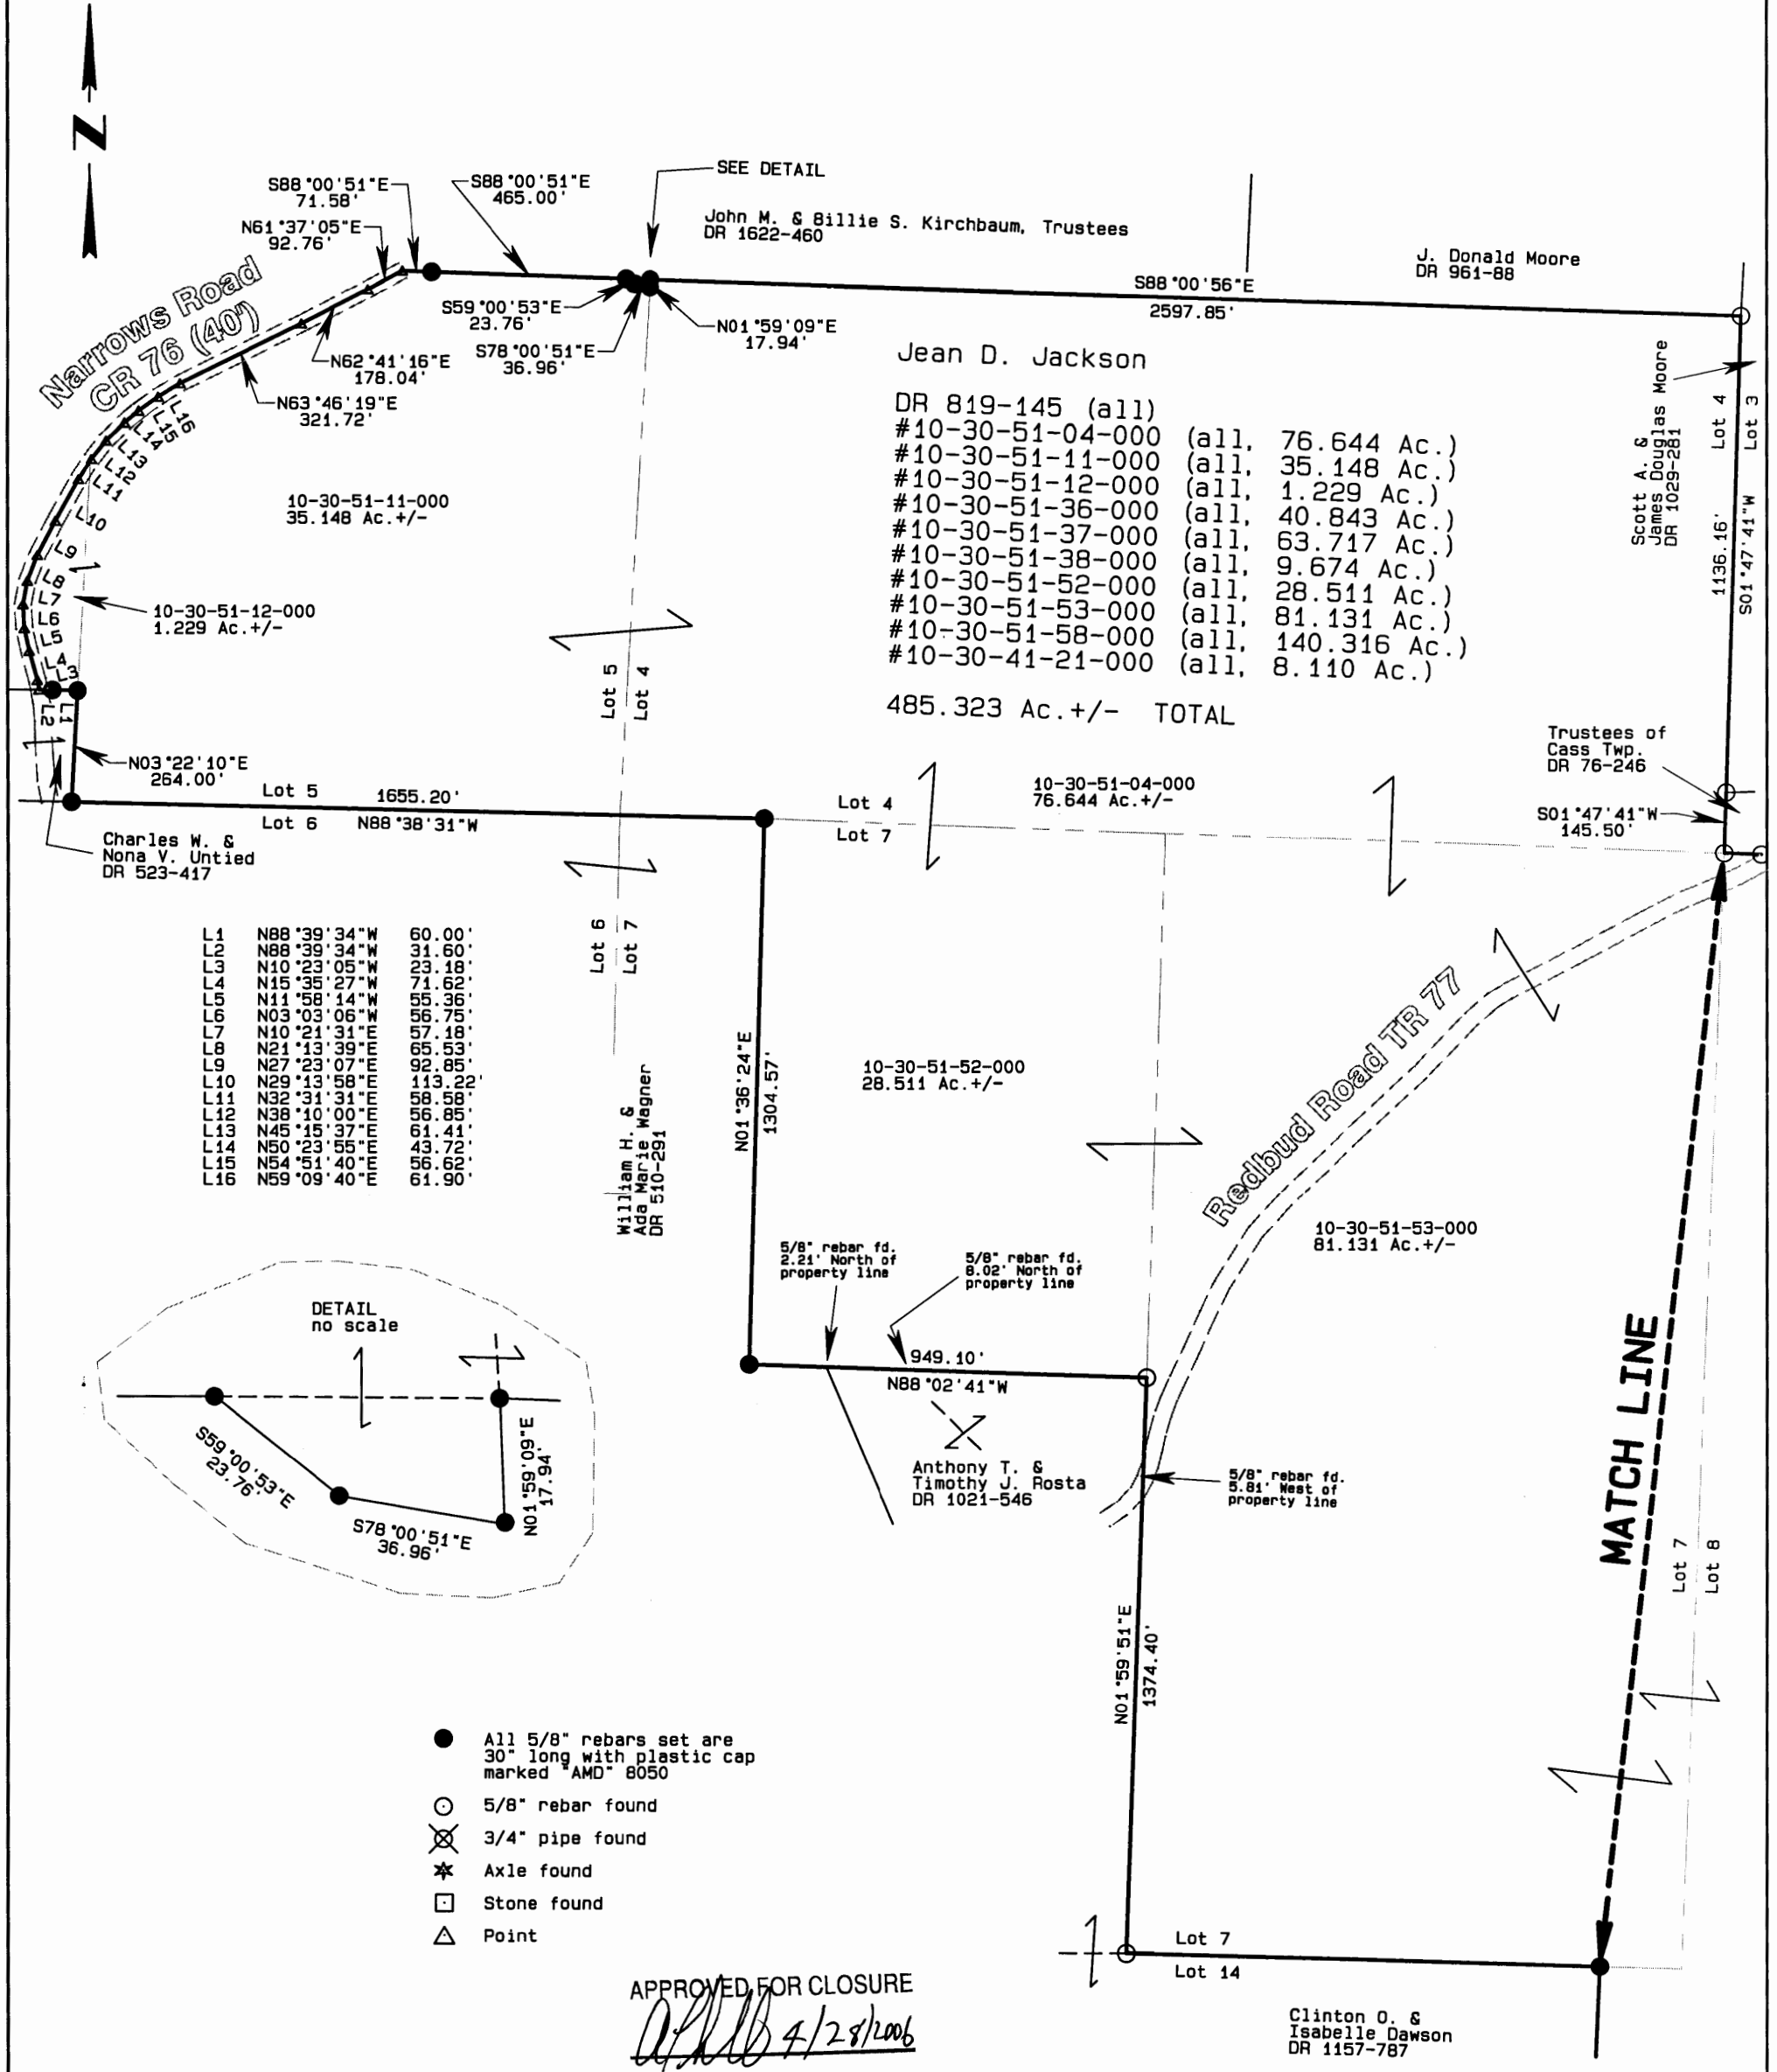 N
SEE DETAIL
S88°00'51"E
71.58'
S88°00'51"E
465.00'
N61°37'05"E
92.76'
John M. & Billie S. Kirchbaum, Trustees
DR 1622-460
J. Donald Moore
DR 961-88
Narrows Road
CR 76 (40')
S88°00'56"E
2597.85'
S59°00'53"E
23.76'
N01°59'09"E
17.94'
S78°00'51"E
36.96'
N62°41'16"E
178.04'
N63°46'19"E
321.72'
Jean D. Jackson
DR 819-145 (all)
#10-30-51-04-000 (all, 76.644 Ac.)
#10-30-51-11-000 (all, 35.148 Ac.)
#10-30-51-12-000 (all, 1.229 Ac.)
#10-30-51-36-000 (all, 40.843 Ac.)
#10-30-51-37-000 (all, 63.717 Ac.)
#10-30-51-38-000 (all, 9.674 Ac.)
#10-30-51-52-000 (all, 28.511 Ac.)
#10-30-51-53-000 (all, 81.131 Ac.)
#10-30-51-58-000 (all, 140.316 Ac.)
#10-30-41-21-000 (all, 8.110 Ac.)
485.323 Ac.+/- TOTAL
Scott A. &
James Douglas Moore
DR 1029-281
Lot 4
Lot 3
1136.16'
S01°47'41"W
L16
L15
L14
L13
L12
L11
L10
L9
L8
L7
L6
L5
L4
L3
L2
L1
10-30-51-11-000
35.148 Ac.+/-
10-30-51-12-000
1.229 Ac.+/-
Lot 5
Lot 4
N03°22'10"E
264.00'
Lot 5
1655.20'
Lot 6
N88°38'31"W
Charles W. &
Nona V. Untied
DR 523-417
10-30-51-04-000
76.644 Ac.+/-
Lot 4
Lot 7
Trustees of
Cass Twp.
DR 76-246
S01°47'41"W
145.50'
L1 N88°39'34"W 60.00'
L2 N88°39'34"W 31.60'
L3 N10°23'05"W 23.18'
L4 N15°35'27"W 71.62'
L5 N11°58'14"W 55.36'
L6 N03°03'06"W 56.75'
L7 N10°21'31"E 57.18'
L8 N21°13'39"E 65.53'
L9 N27°23'07"E 92.85'
L10 N29°13'58"E 113.22'
L11 N32°31'31"E 58.58'
L12 N38°10'00"E 56.85'
L13 N45°15'37"E 61.41'
L14 N50°23'55"E 43.72'
L15 N54°51'40"E 56.62'
L16 N59°09'40"E 61.90'
Lot 6
Lot 7
William H. &
Ada Marie Wagner
DR 510-291
N01°36'24"E
1304.57'
10-30-51-52-000
28.511 Ac.+/-
Redbud Road TR 77
10-30-51-53-000
81.131 Ac.+/-
5/8" rebar fd.
2.21' North of
property line
5/8" rebar fd.
8.02' North of
property line
949.10'
N88°02'41"W
Anthony T. &
Timothy J. Rosta
DR 1021-546
5/8" rebar fd.
5.81' West of
property line
MATCH LINE
Lot 7
Lot 8
DETAIL
no scale
S59°00'53"E
23.76'
S78°00'51"E
36.96'
N01°59'09"E
17.94'
N01°59'51"E
1374.40'
All 5/8" rebars set are
30" long with plastic cap
marked "AMD" 8050
5/8" rebar found
3/4" pipe found
Axle found
Stone found
Point
Lot 7
Lot 14
APPROVED FOR CLOSURE
4/28/2006
Clinton O. &
Isabelle Dawson
DR 1157-787